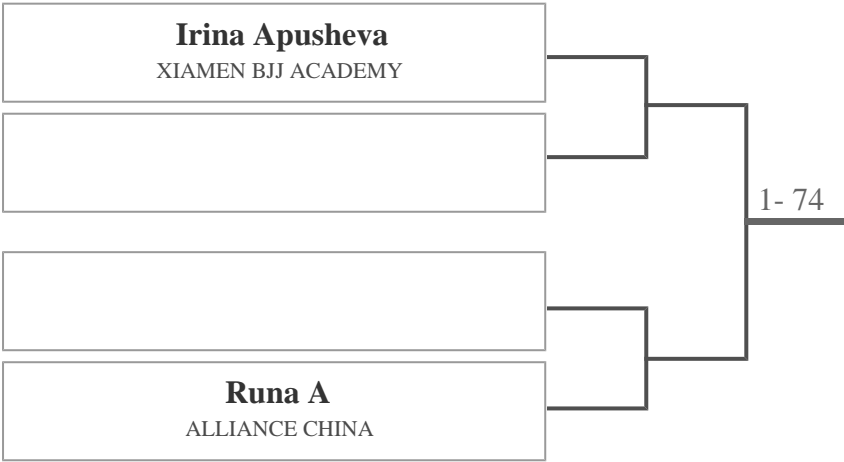 Irina Apusheva
XIAMEN BJJ ACADEMY
1- 74
Runa A
ALLIANCE CHINA